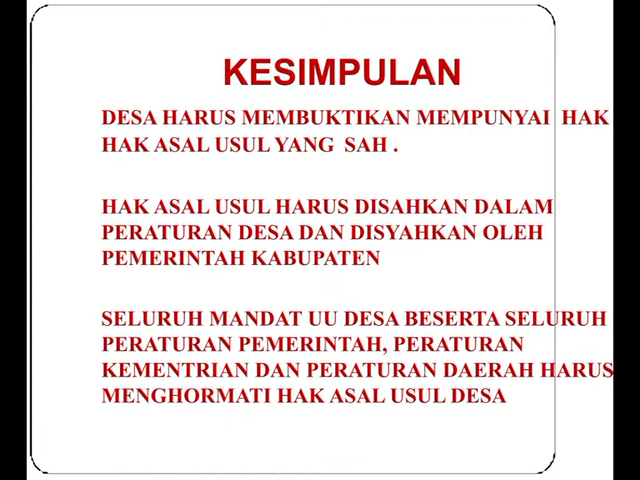 KESIMPULAN
DESA HARUS MEMBUKTIKAN MEMPUNYAI HAK
HAK ASAL USUL YANG SAH .
HAK ASAL USUL HARUS DISAHKAN DALAM
PERATURAN DESA DAN DISYAHKAN OLEH
PEMERINTAH KABUPATEN
SELURUH MANDAT UU DESA BESERTA SELURUH
PERATURAN PEMERINTAH, PERATURAN
KEMENTRIAN DAN PERATURAN DAERAH HARUS
MENGHORMATI HAK ASAL USUL DESA